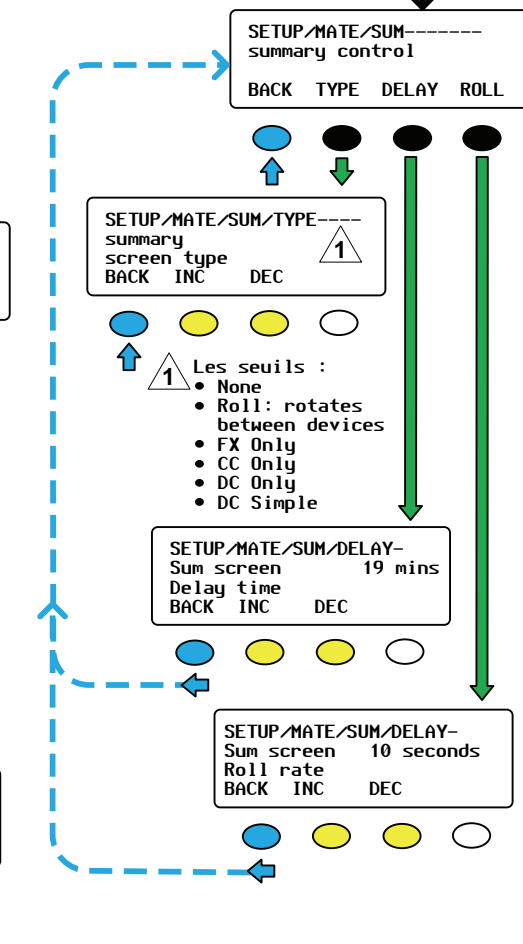 SETUP/MATE/SUM-------
summary control
BACK TYPE DELAY ROLL
SETUP/MATE/SUM/TYPE----
summary
screen type
1
BACK INC DEC
1
Les seuils :
• None
• Roll: rotates
between devices
• FX Only
• CC Only
• DC Only
• DC Simple
SETUP/MATE/SUM/DELAY-
Sum screen 19 mins
Delay time
BACK INC DEC
SETUP/MATE/SUM/DELAY-
Sum screen 10 seconds
Roll rate
BACK INC DEC